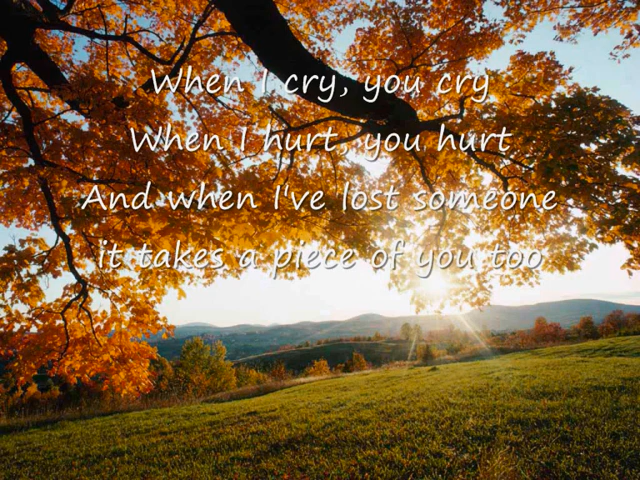 When I cry, you cry
When I hurt, you hurt
And when I've lost someone
it takes a piece of you too